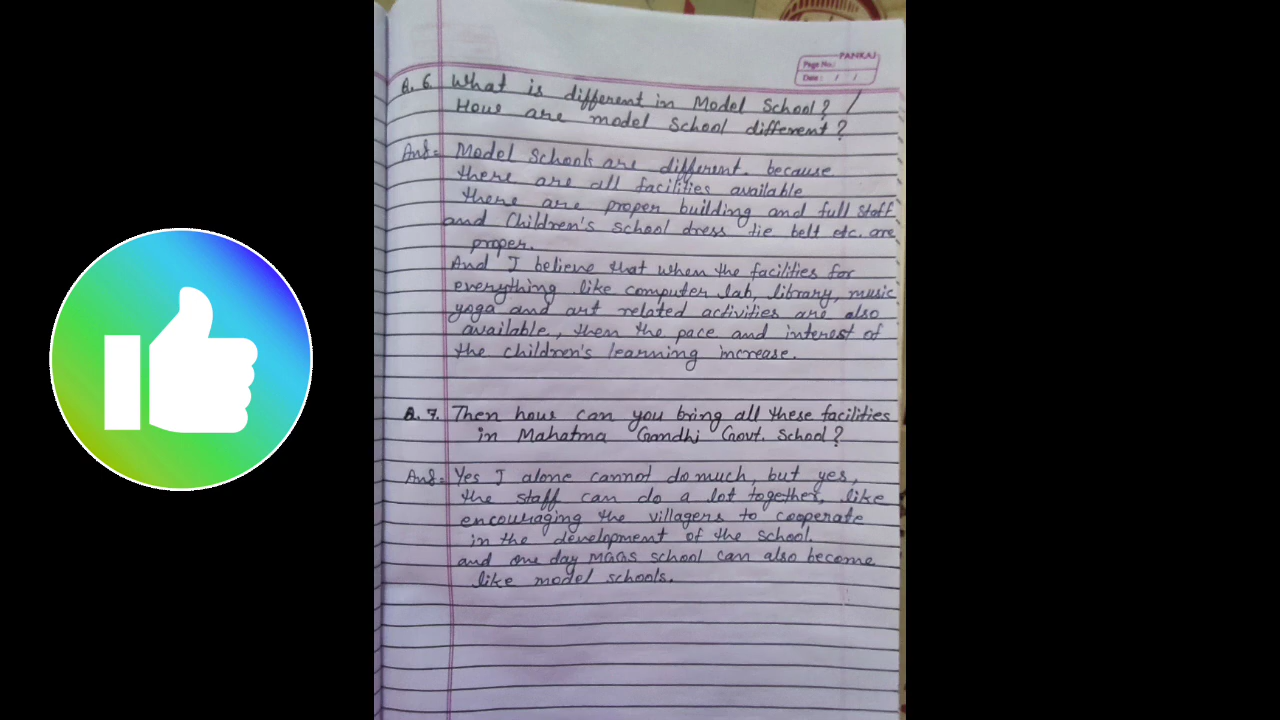 PANKAJ
Page No.:
Date : / /
Q. 6. What is different in Model School? /
How are model school different?
Ans= Model Schools are different. because
there are all facilities available
there are proper building and full staff
and Children's school dress tie belt etc. are
proper.
And I believe that when the facilities for
everything like computer lab, library, music
yoga and art related activities are also
available, then the pace and interest of
the children's learning increase.
Q. 7. Then how can you bring all these facilities
in Mahatma Gandhi Govt. School?
Ans= Yes I alone cannot do much, but yes,
the staff can do a lot together, like
encouraging the villagers to cooperate
in the development of the school.
and one day MGGS school can also become
like model schools.